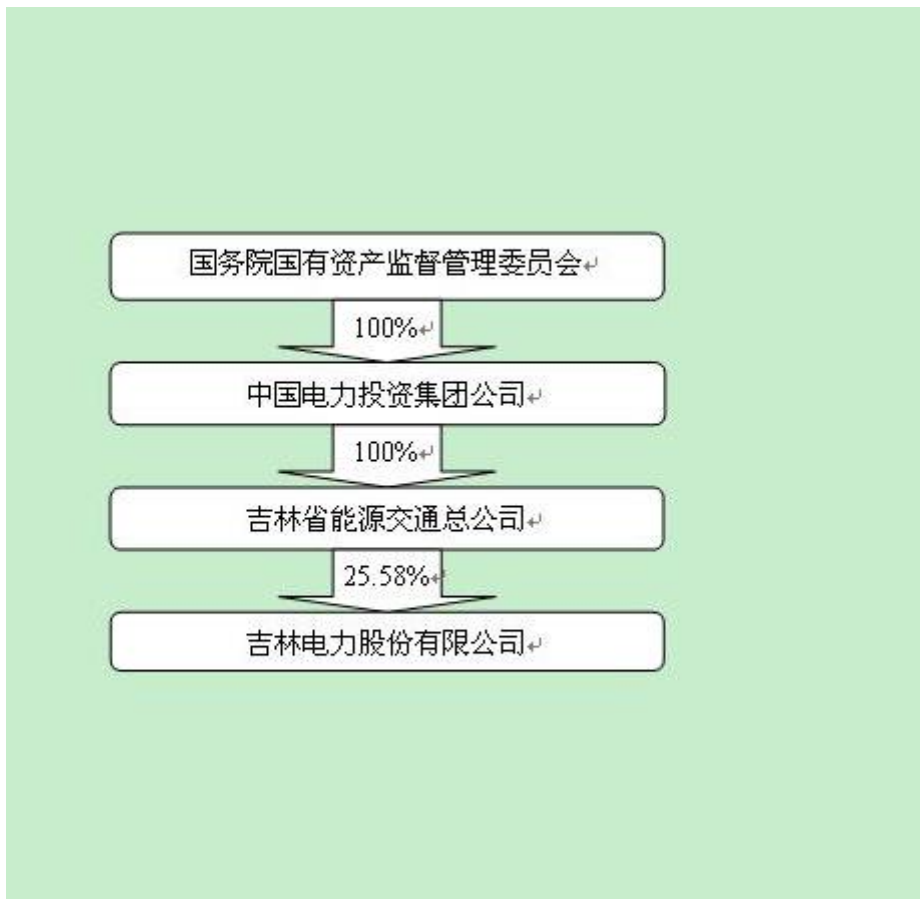 国务院国有资产监督管理委员会
100%
中国电力投资集团公司
100%
吉林省能源交通总公司
25.58%
吉林电力股份有限公司